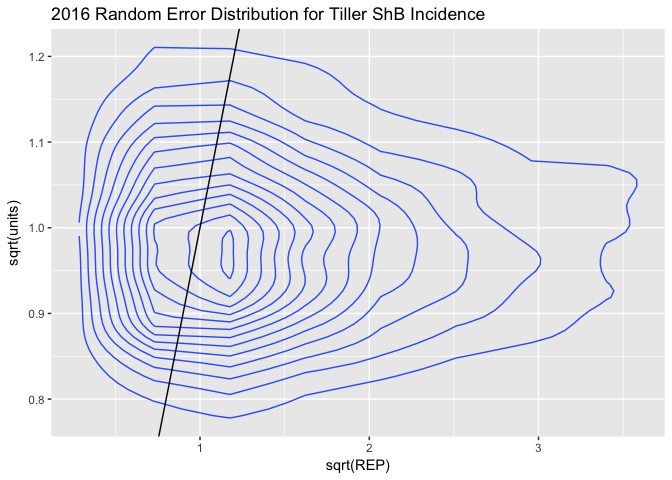 2016 Random Error Distribution for Tiller ShB Incidence
1.2
1.1
1.0
0.9
0.8
sqrt(units)
1 2 3
sqrt(REP)